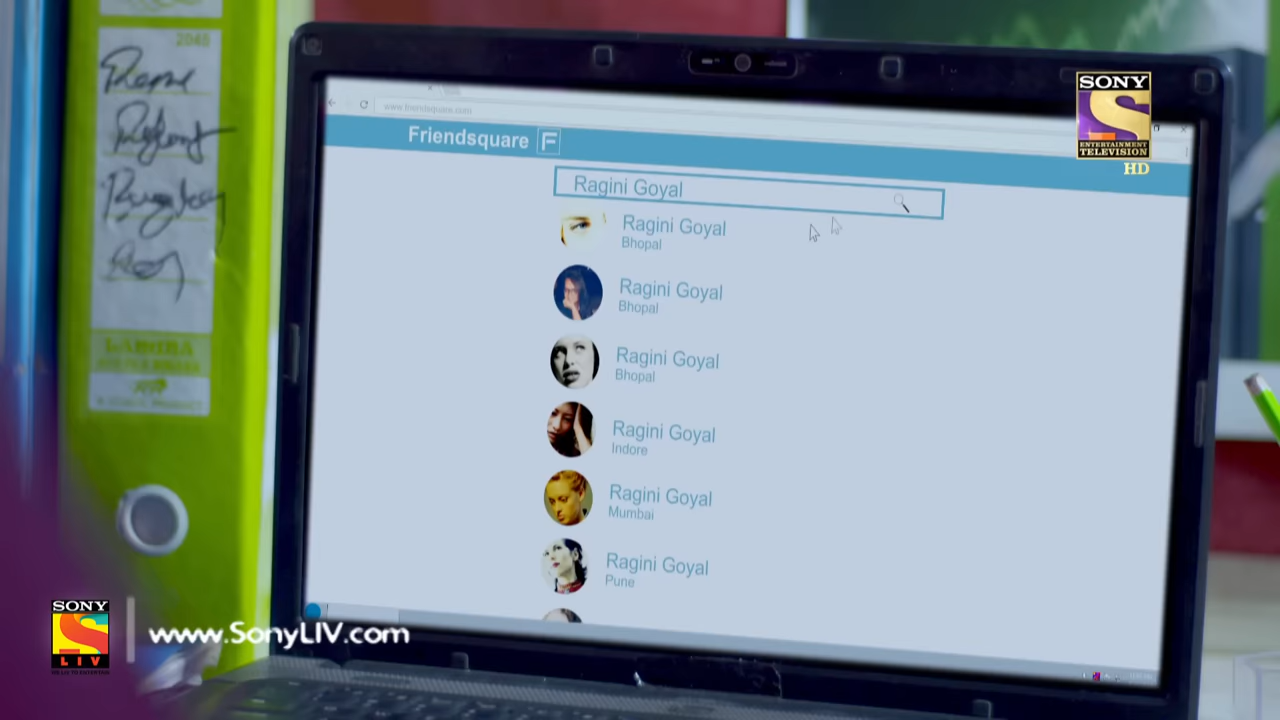 2040
SONY
ENTERTAINMENT
TELEVISION
HD
Friendsquare F
Ragini Goyal
Ragini Goyal
Bhopal
Ragini Goyal
Bhopal
Ragini Goyal
Bhopal
Ragini Goyal
Indore
Ragini Goyal
Mumbai
Ragini Goyal
Pune
SONY
LIV
www.SonyLIV.com